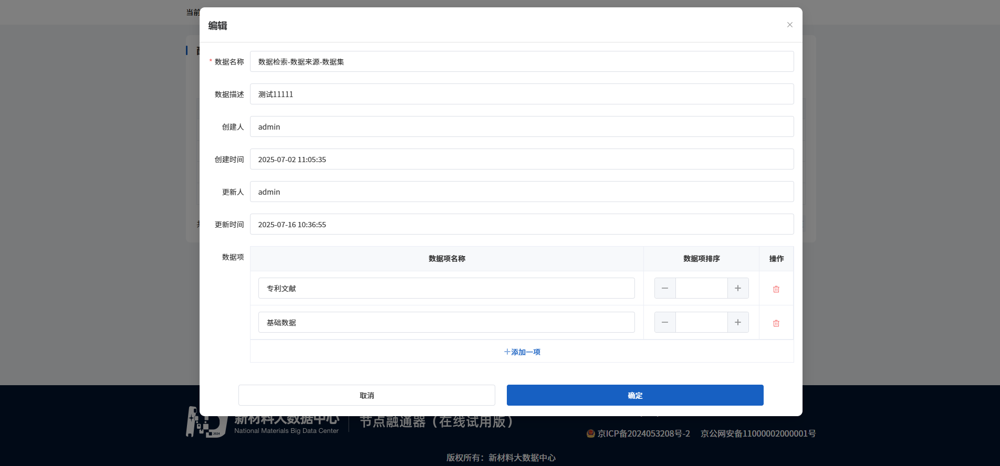 当前
编辑
* 数据名称 数据检索-数据来源-数据集
数据描述 测试11111
创建人 admin
创建时间 2025-07-02 11:05:35
更新人 admin
更新时间 2025-07-16 10:36:55
数据项 数据项名称 数据项排序 操作
专利文献
基础数据
+添加一项
取消 确定
新材料大数据中心 节点融通器（在线试用版）
National Materials Big Data Center
2024
京ICP备2024053208号-2 京公网安备11000002000001号
版权所有：新材料大数据中心